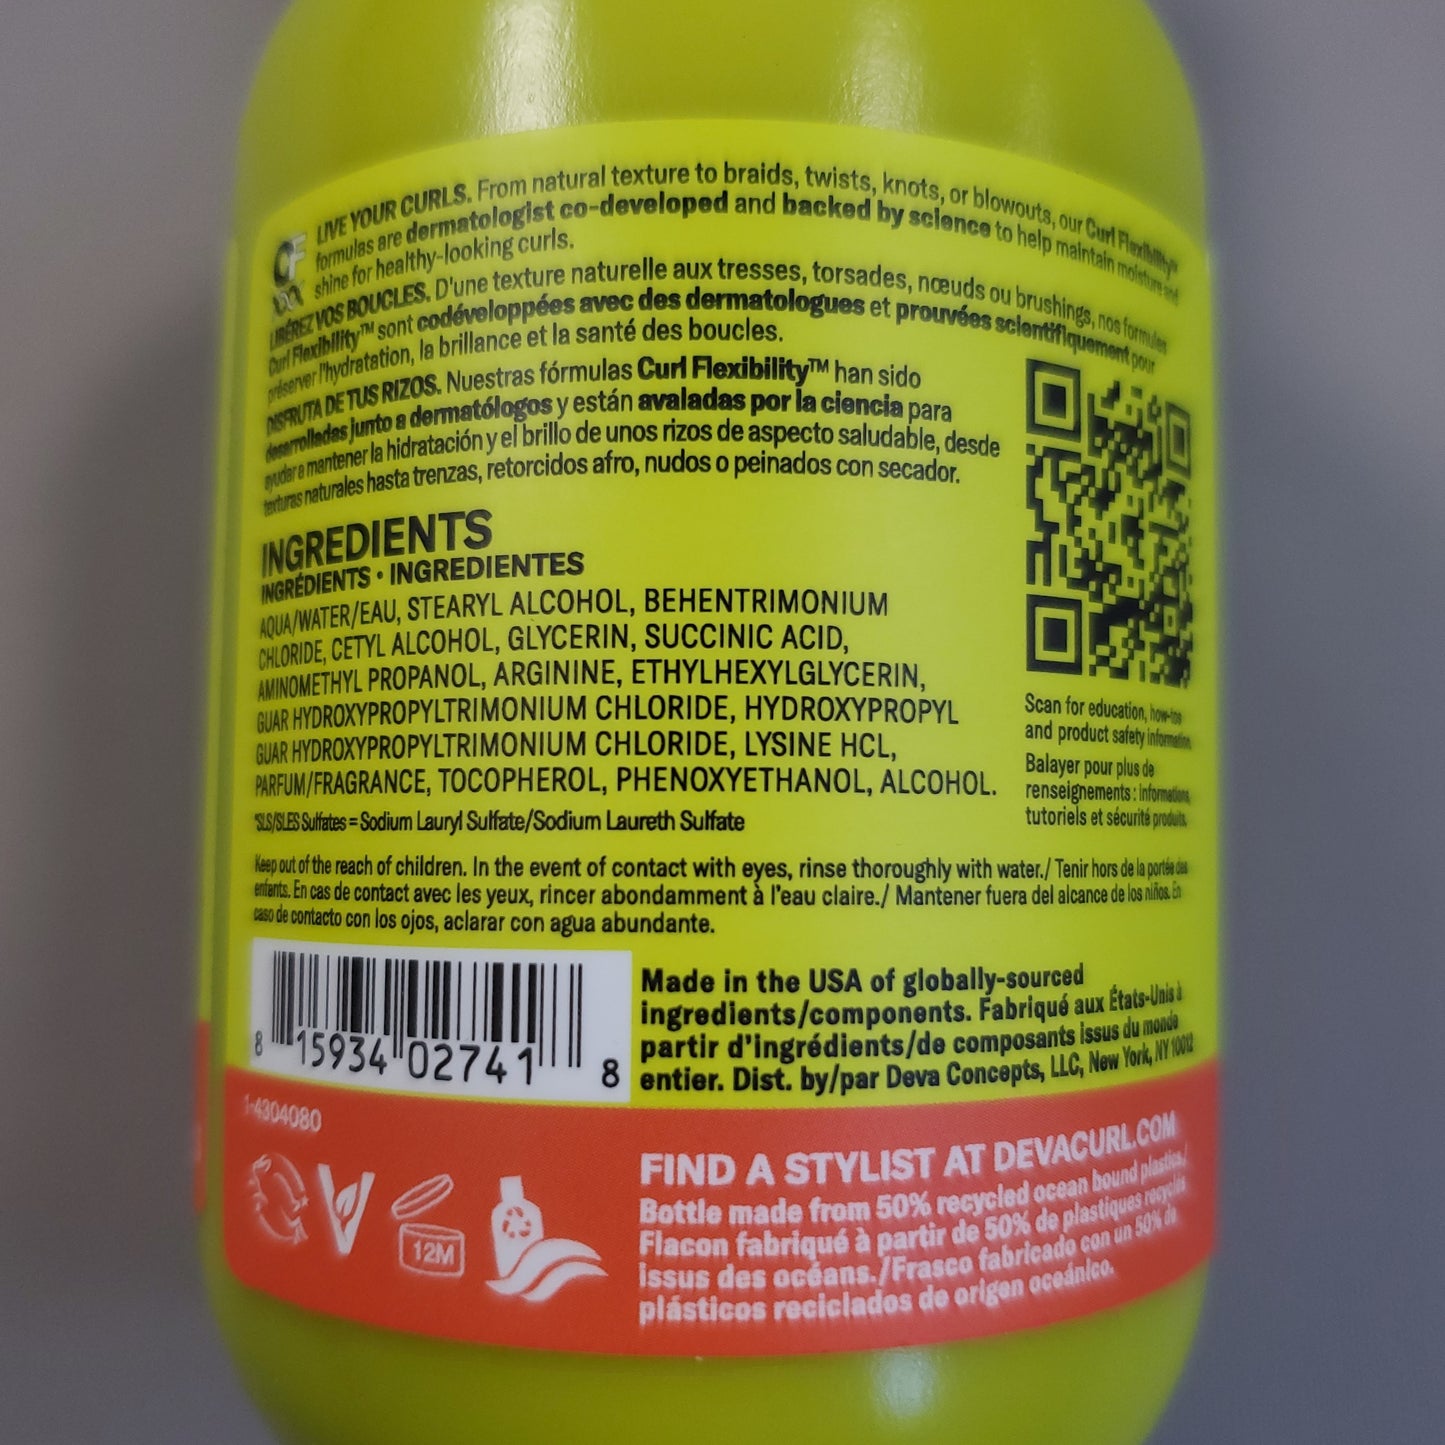 CF
LIVE YOUR CURLS. From natural texture to braids, twists, knots, or blowouts, our Curl Flexibility™
formulas are dermatologist co-developed and backed by science to help maintain moisture and
shine for healthy-looking curls.
LIBÉREZ VOS BOUCLES. D'une texture naturelle aux tresses, torsades, nœuds ou brushings, nos formules
Curl Flexibility™ sont codéveloppées avec des dermatologues et prouvées scientifiquement pour
préserver l'hydratation, la brillance et la santé des boucles.
DISFRUTA DE TUS RIZOS. Nuestras fórmulas Curl Flexibility™ han sido
desarrolladas junto a dermatólogos y están avaladas por la ciencia para
ayudar a mantener la hidratación y el brillo de unos rizos de aspecto saludable, desde
texturas naturales hasta trenzas, retorcidos afro, nudos o peinados con secador.
INGREDIENTS
INGRÉDIENTS • INGREDIENTES
AQUA/WATER/EAU, STEARYL ALCOHOL, BEHENTRIMONIUM
CHLORIDE, CETYL ALCOHOL, GLYCERIN, SUCCINIC ACID,
AMINOMETHYL PROPANOL, ARGININE, ETHYLHEXYLGLYCERIN,
GUAR HYDROXYPROPYLTRIMONIUM CHLORIDE, HYDROXYPROPYL
GUAR HYDROXYPROPYLTRIMONIUM CHLORIDE, LYSINE HCL,
PARFUM/FRAGRANCE, TOCOPHEROL, PHENOXYETHANOL, ALCOHOL.
*SLS/SLES Sulfates = Sodium Lauryl Sulfate/Sodium Laureth Sulfate
Scan for education, how-tos
and product safety information
Balayer pour plus de
renseignements : informations,
tutoriels et sécurité produits.
Keep out of the reach of children. In the event of contact with eyes, rinse thoroughly with water./ Tenir hors de la portée des
enfants. En cas de contact avec les yeux, rincer abondamment à l'eau claire./ Mantener fuera del alcance de los niños. En
caso de contacto con los ojos, aclarar con agua abundante.
8 15934 02741 8
Made in the USA of globally-sourced
ingredients/components. Fabriqué aux États-Unis à
partir d'ingrédients/de composants issus du monde
entier. Dist. by/par Deva Concepts, LLC, New York, NY 10012
1-4304080
12M
FIND A STYLIST AT DEVACURL.COM
Bottle made from 50% recycled ocean bound plastics./
Flacon fabriqué à partir de 50% de plastiques recyclés
issus des océans./Frasco fabricado con un 50% de
plásticos reciclados de origen oceánico.